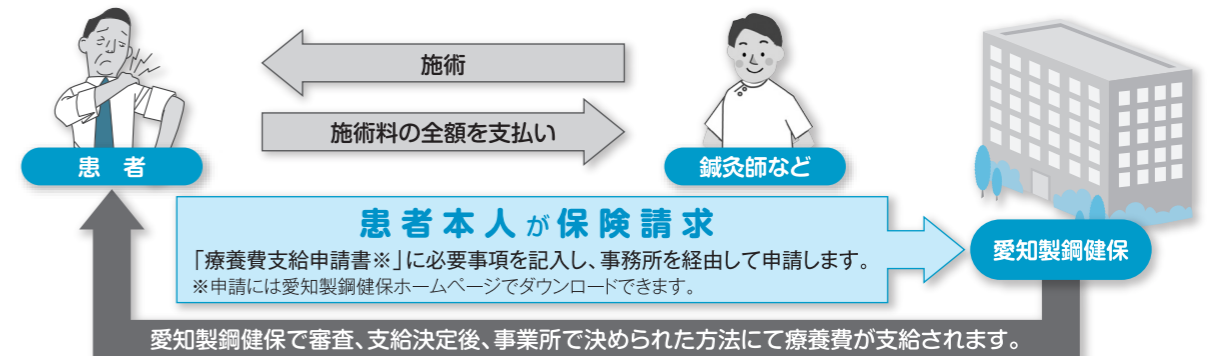 施術
施術料の全額を支払い
患者
鍼灸師など
患者本人が保険請求
「療養費支給申請書※」に必要事項を記入し、事務所を経由して申請します。
※申請には愛知製鋼健保ホームページでダウンロードできます。
愛知製鋼健保
愛知製鋼健保で審査、支給決定後、事業所で決められた方法にて療養費が支給されます。